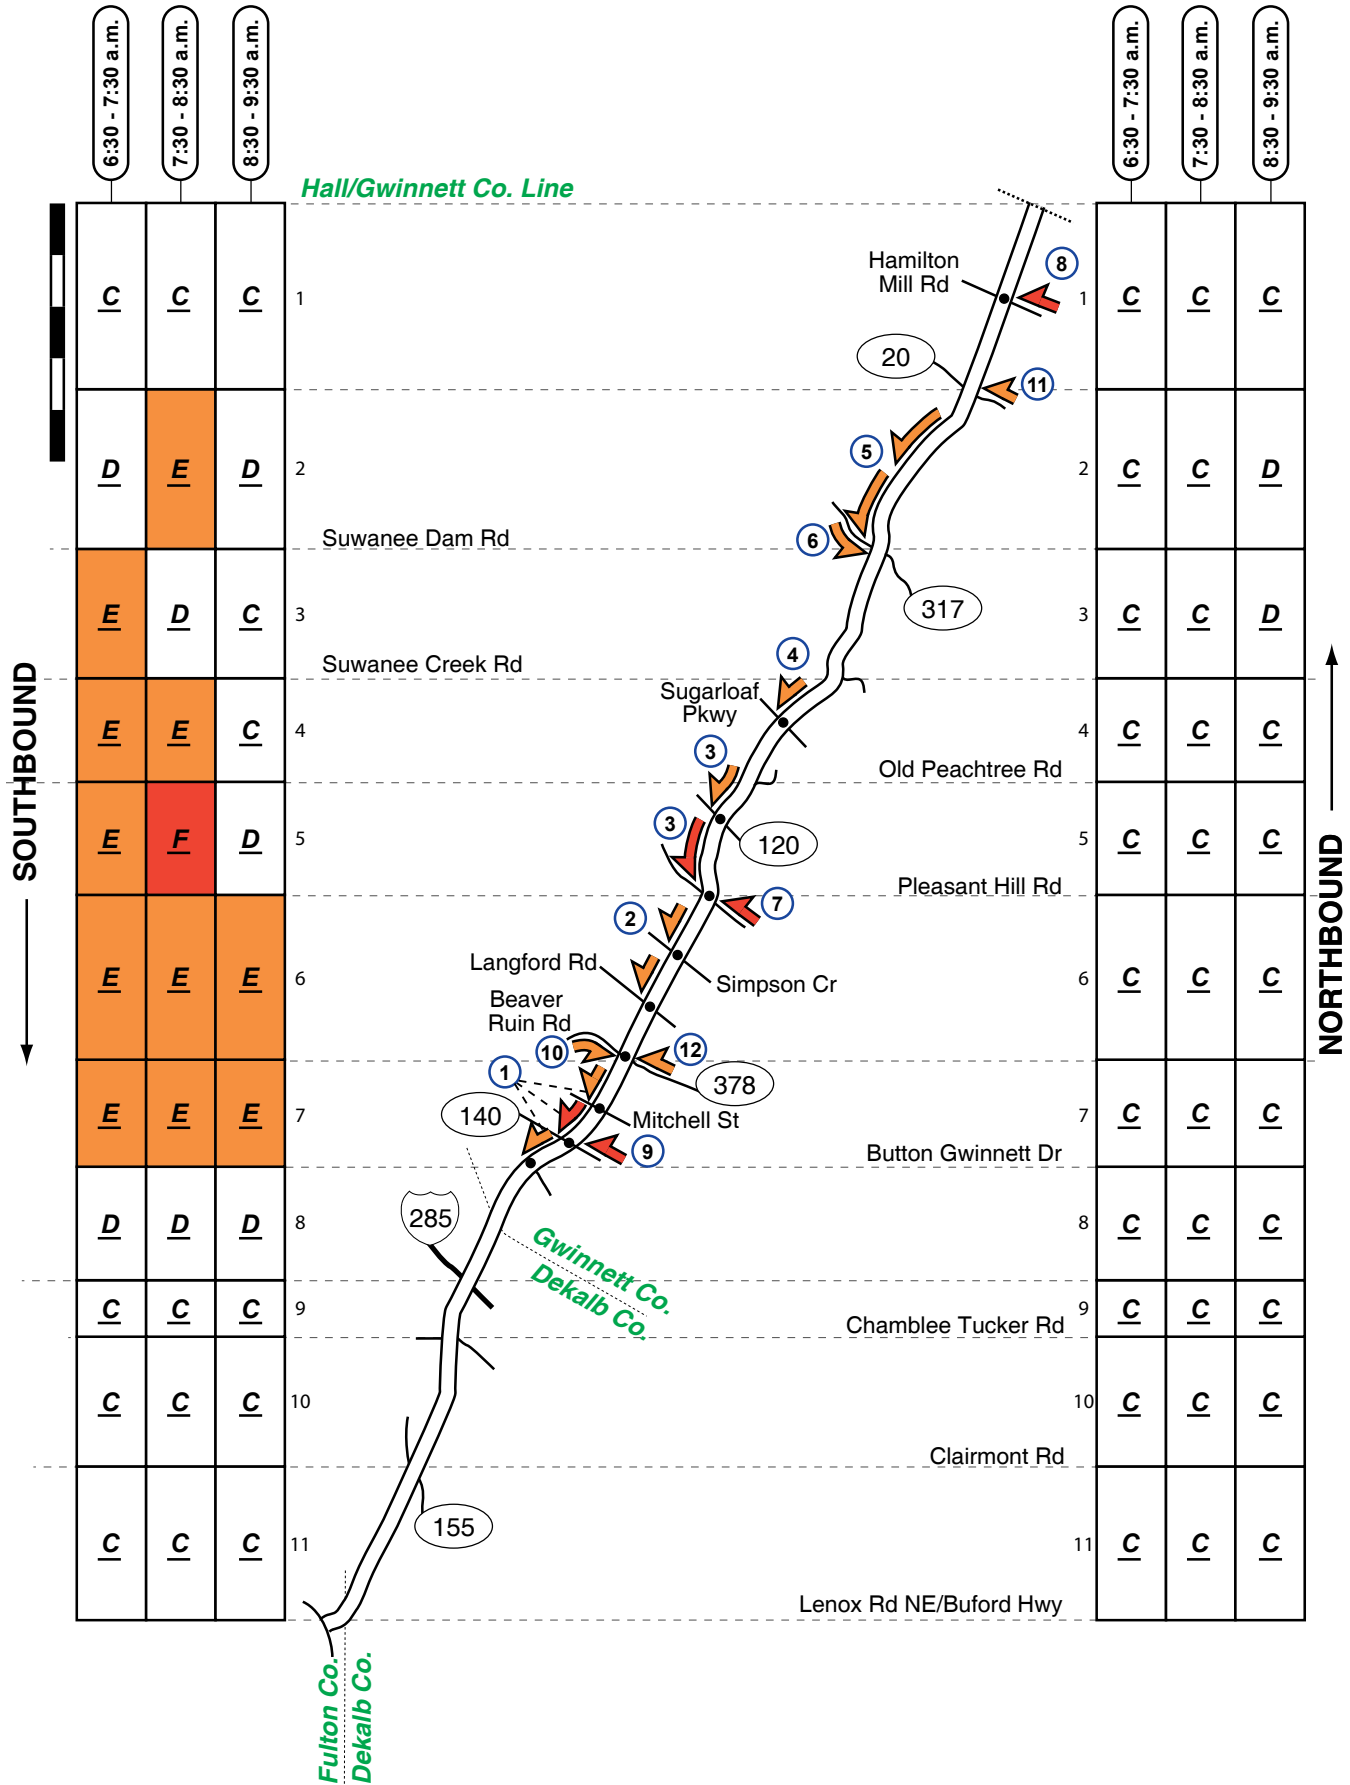 6:30 - 7:30 a.m.
7:30 - 8:30 a.m.
8:30 - 9:30 a.m.
6:30 - 7:30 a.m.
7:30 - 8:30 a.m.
8:30 - 9:30 a.m.
Hall/Gwinnett Co. Line
Hamilton
Mill Rd
8
C C C 1
1 C C C
20
11
5
D E D 2
2 C C D
Suwanee Dam Rd
6
317
E D C 3
3 C C D
Suwanee Creek Rd
4
Sugarloaf
Pkwy
E E C 4
4 C C C
3
Old Peachtree Rd
3
120
E F D 5
5 C C C
Pleasant Hill Rd
7
2
Langford Rd
Simpson Cr
E E E 6
6 C C C
Beaver
Ruin Rd
10
12
1
378
140
Mitchell St
E E E 7
7 C C C
9
Button Gwinnett Dr
285
D D D 8
8 C C C
Gwinnett Co.
Dekalb Co.
C C C 9
9 C C C
Chamblee Tucker Rd
C C C 10
10 C C C
Clairmont Rd
155
C C C 11
11 C C C
Lenox Rd NE/Buford Hwy
Fulton Co.
Dekalb Co.
SOUTHBOUND
NORTHBOUND